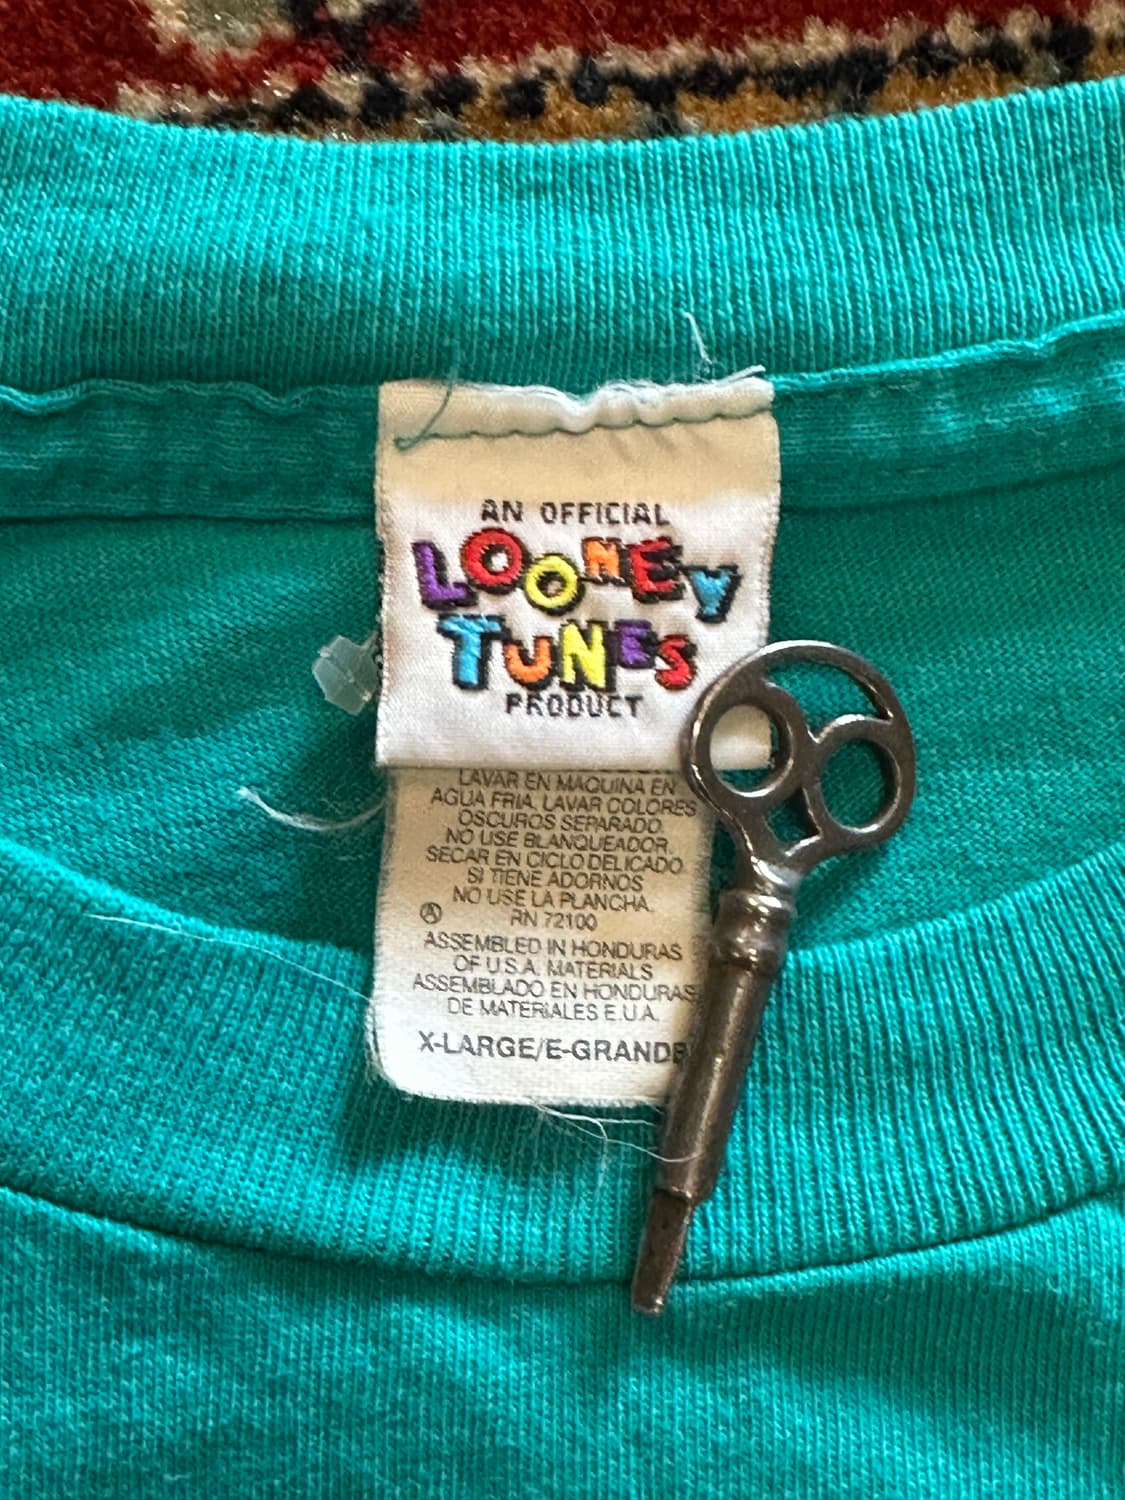 AN OFFICIAL
LOONEY
TUNES
PRODUCT
LAVAR EN MAQUINA EN
AGUA FRIA. LAVAR COLORES
OSCUROS SEPARADO.
NO USE BLANQUEADOR.
SECAR EN CICLO DELICADO
SI TIENE ADORNOS
NO USE LA PLANCHA.
Ⓐ RN 72100
ASSEMBLED IN HONDURAS
OF U.S.A. MATERIALS
ASSEMBLADO EN HONDURAS
DE MATERIALES E.U.A.
X-LARGE/E-GRANDE